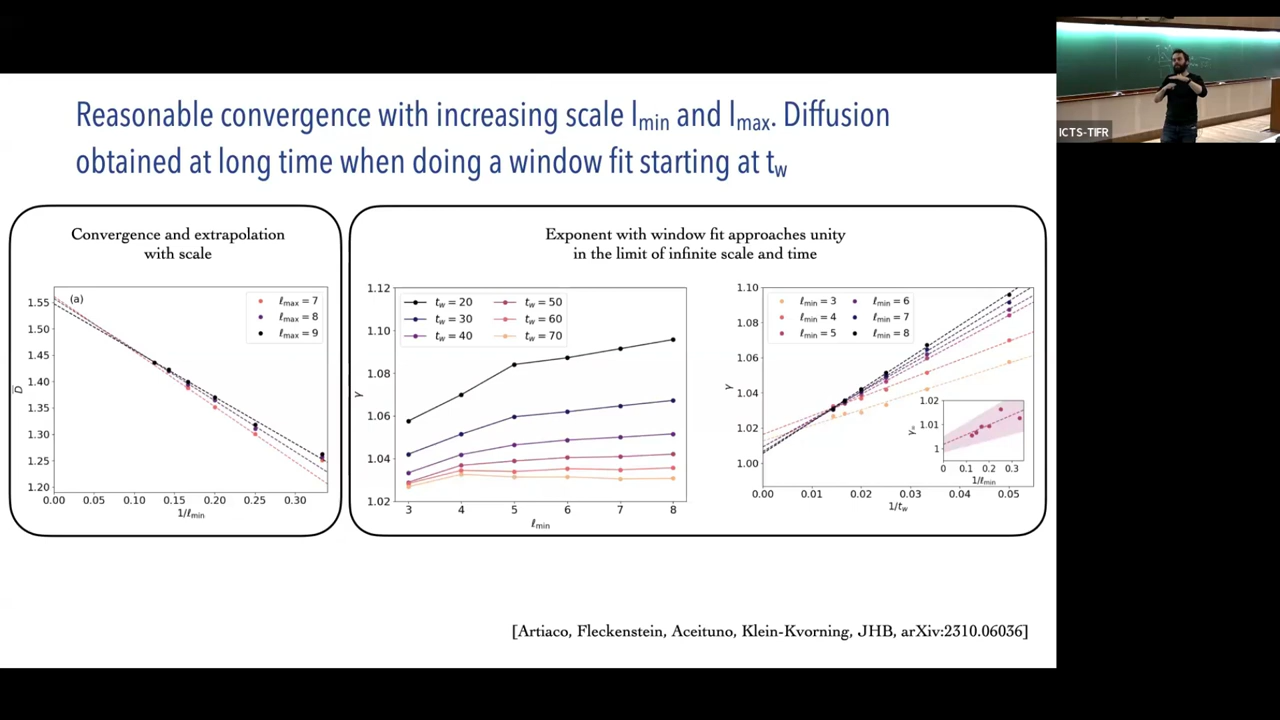 Reasonable convergence with increasing scale lmin and lmax. Diffusion
obtained at long time when doing a window fit starting at tw
ICTS-TIFR
Convergence and extrapolation
with scale
(a)
ℓmax = 7
ℓmax = 8
ℓmax = 9
1.55
1.50
1.45
1.40
1.35
1.30
1.25
1.20
D̅
0.00 0.05 0.10 0.15 0.20 0.25 0.30
1/ℓmin
Exponent with window fit approaches unity
in the limit of infinite scale and time
tw = 20 tw = 50
tw = 30 tw = 60
tw = 40 tw = 70
1.12
1.10
1.08
1.06
1.04
1.02
γ
3 4 5 6 7 8
ℓmin
ℓmin = 3 ℓmin = 6
ℓmin = 4 ℓmin = 7
ℓmin = 5 ℓmin = 8
1.10
1.08
1.06
1.04
1.02
1.00
γ
0.00 0.01 0.02 0.03 0.04 0.05
1/tw
1.02
1.01
1
0 0.1 0.2 0.3
1/ℓmin
[Artiaco, Fleckenstein, Aceituno, Klein-Kvorning, JHB, arXiv:2310.06036]